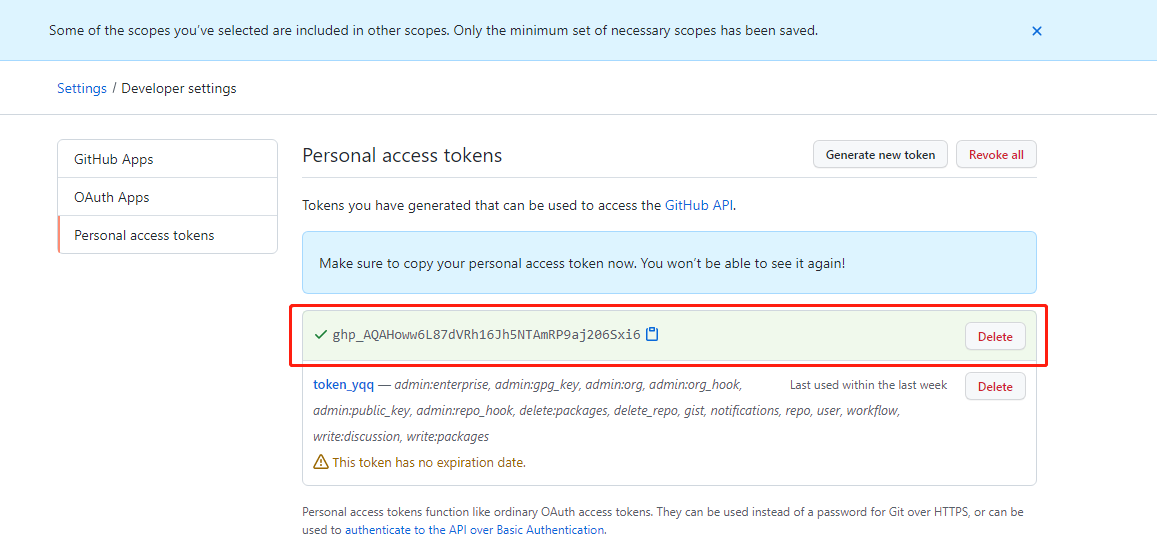 Some of the scopes you've selected are included in other scopes. Only the minimum set of necessary scopes has been saved.
Settings / Developer settings
GitHub Apps
OAuth Apps
Personal access tokens
Personal access tokens
Generate new token
Revoke all
Tokens you have generated that can be used to access the GitHub API.
Make sure to copy your personal access token now. You won't be able to see it again!
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
Delete
token_yqq — admin:enterprise, admin:gpg_key, admin:org, admin:org_hook,
Last used within the last week
Delete
admin:public_key, admin:repo_hook, delete:packages, delete_repo, gist, notifications, repo, user, workflow,
write:discussion, write:packages
This token has no expiration date.
Personal access tokens function like ordinary OAuth access tokens. They can be used instead of a password for Git over HTTPS, or can be
used to authenticate to the API over Basic Authentication.